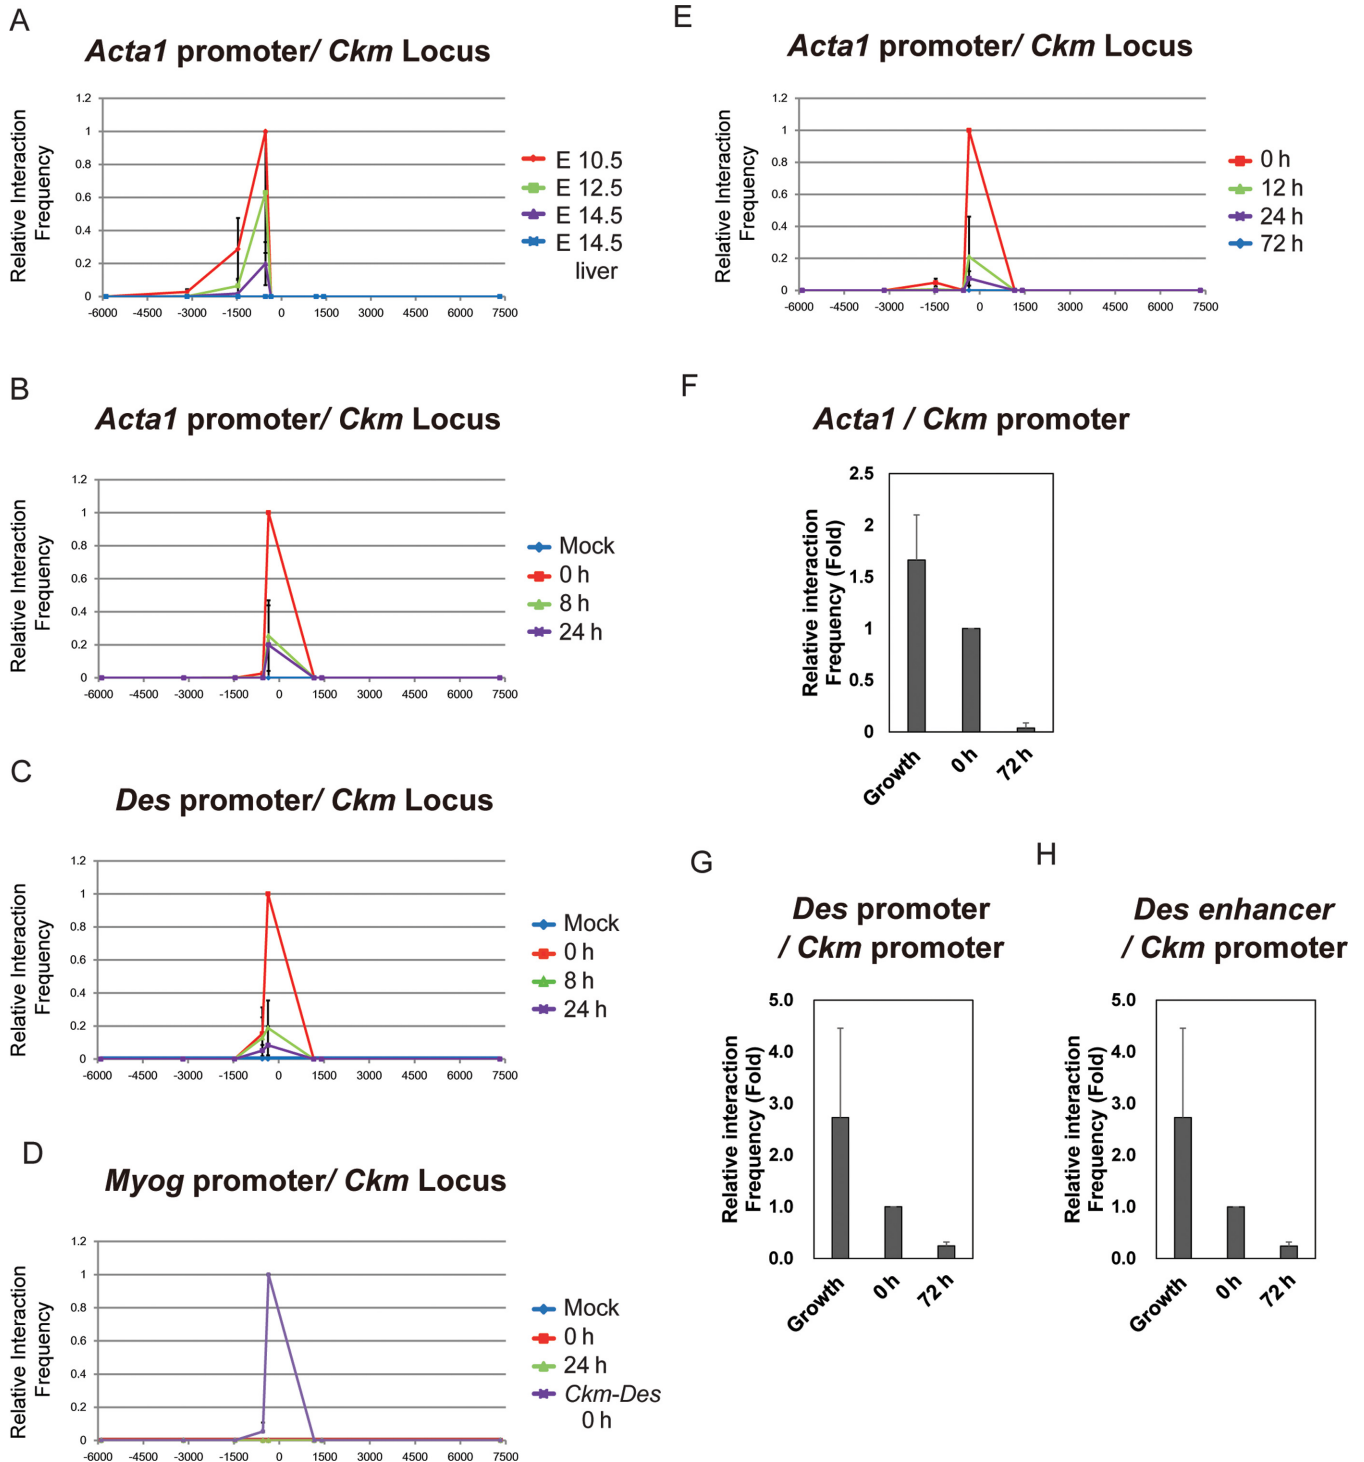 A
Acta1 promoter/ Ckm Locus
Relative Interaction
Frequency
1.2
1
0.8
0.6
0.4
0.2
0
-6000 -4500 -3000 -1500 0 1500 3000 4500 6000 7500
E 10.5
E 12.5
E 14.5
E 14.5
liver
B
Acta1 promoter/ Ckm Locus
Relative Interaction
Frequency
1.2
1
0.8
0.6
0.4
0.2
0
-6000 -4500 -3000 -1500 0 1500 3000 4500 6000 7500
Mock
0 h
8 h
24 h
C
Des promoter/ Ckm Locus
Relative Interaction
Frequency
1.2
1
0.8
0.6
0.4
0.2
0
-6000 -4500 -3000 -1500 0 1500 3000 4500 6000 7500
Mock
0 h
8 h
24 h
D
Myog promoter/ Ckm Locus
Relative Interaction
Frequency
1.2
1
0.8
0.6
0.4
0.2
0
-6000 -4500 -3000 -1500 0 1500 3000 4500 6000 7500
Mock
0 h
24 h
Ckm-Des
0 h
E
Acta1 promoter/ Ckm Locus
Relative Interaction
Frequency
1.2
1
0.8
0.6
0.4
0.2
0
-6000 -4500 -3000 -1500 0 1500 3000 4500 6000 7500
0 h
12 h
24 h
72 h
F
Acta1 / Ckm promoter
Relative interaction
Frequency (Fold)
2.5
2
1.5
1
0.5
0
Growth 0 h 72 h
G
Des promoter
/ Ckm promoter
Relative interaction
Frequency (Fold)
5.0
4.0
3.0
2.0
1.0
0.0
Growth 0 h 72 h
H
Des enhancer
/ Ckm promoter
Relative interaction
Frequency (Fold)
5.0
4.0
3.0
2.0
1.0
0.0
Growth 0 h 72 h